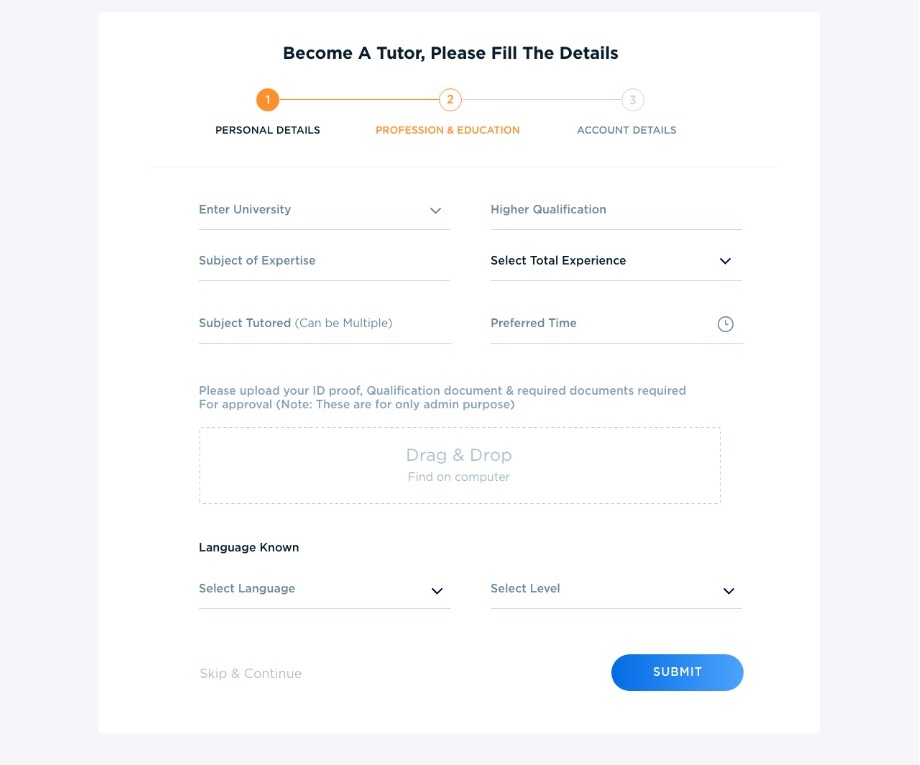 Become A Tutor, Please Fill The Details
1
2
3
PERSONAL DETAILS
PROFESSION & EDUCATION
ACCOUNT DETAILS
Enter University
Higher Qualification
Subject of Expertise
Select Total Experience
Subject Tutored (Can be Multiple)
Preferred Time
Please upload your ID proof, Qualification document & required documents required
For approval (Note: These are for only admin purpose)
Drag & Drop
Find on computer
Language Known
Select Language
Select Level
Skip & Continue
SUBMIT